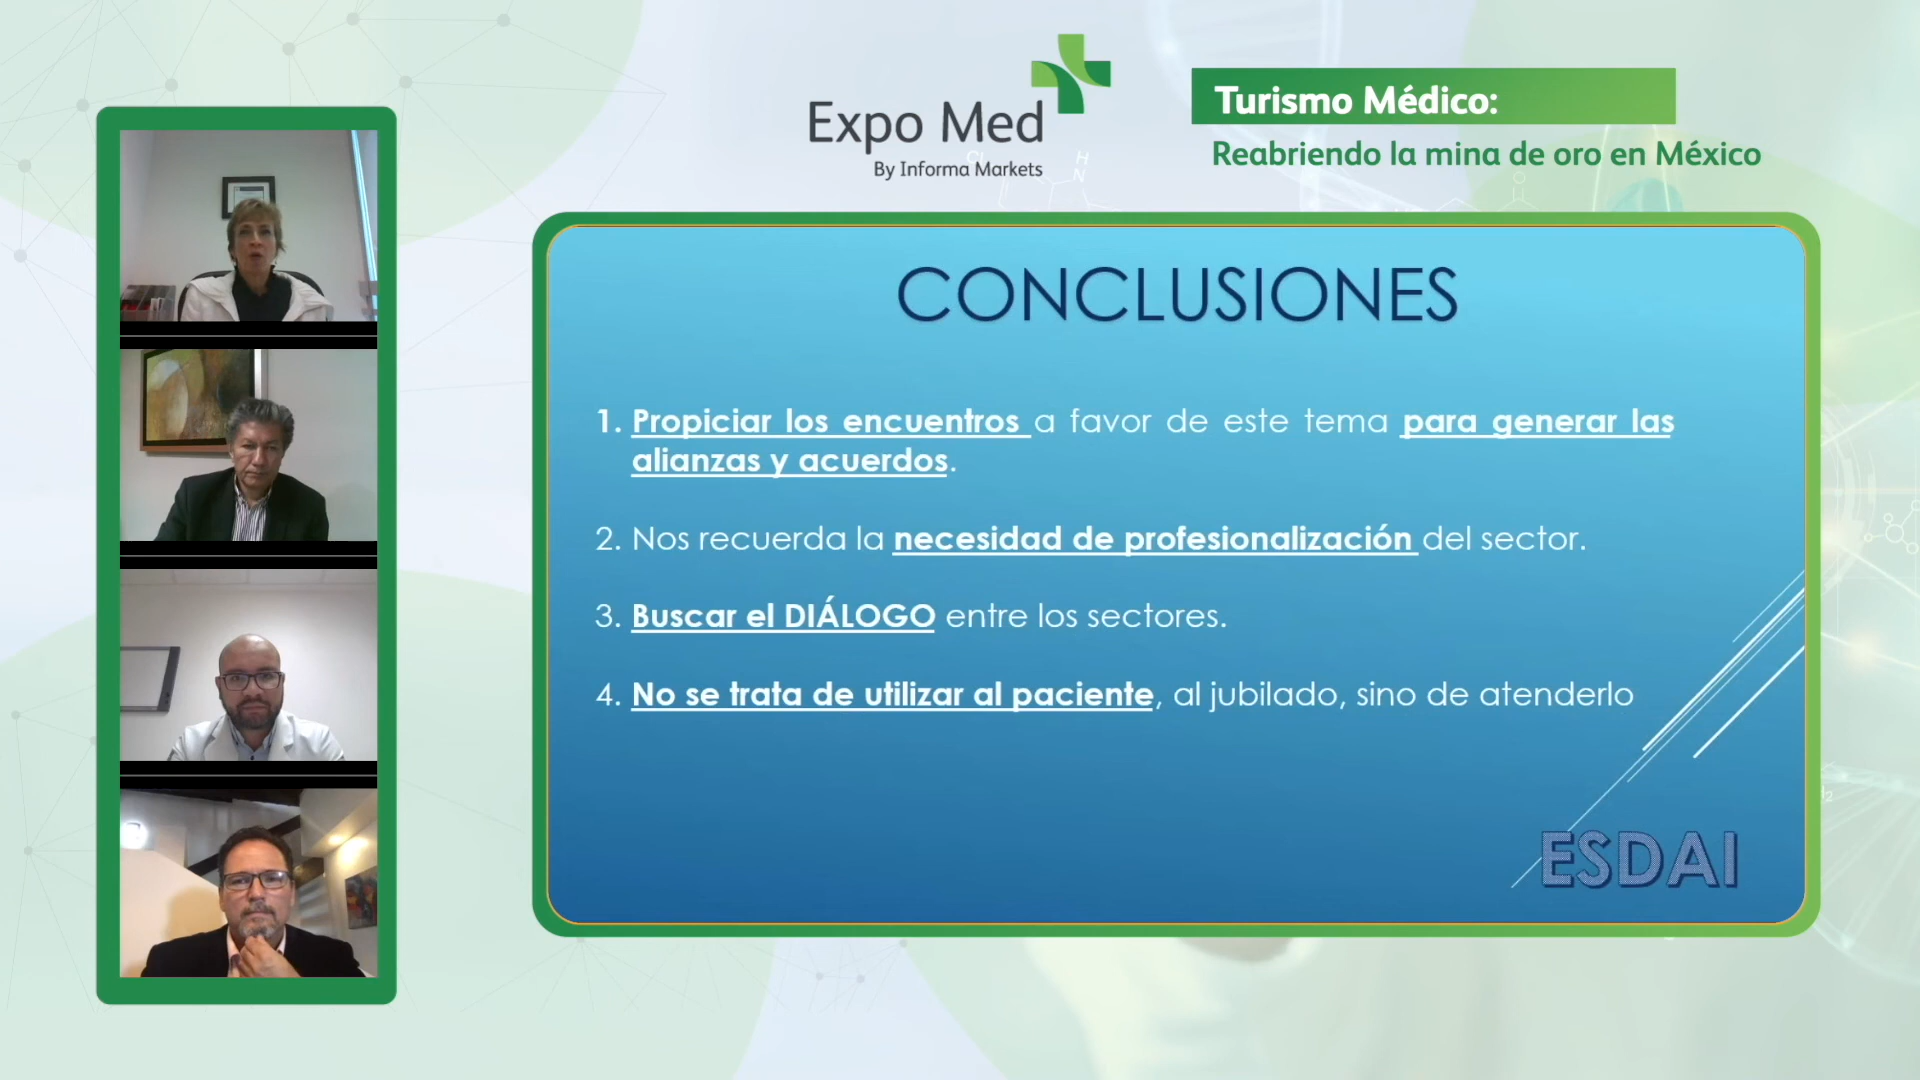 Expo Med
By Informa Markets
Turismo Médico:
Reabriendo la mina de oro en México
CONCLUSIONES
1. Propiciar los encuentros a favor de este tema para generar las
alianzas y acuerdos.
2. Nos recuerda la necesidad de profesionalización del sector.
3. Buscar el DIÁLOGO entre los sectores.
4. No se trata de utilizar al paciente, al jubilado, sino de atenderlo
ESDAI